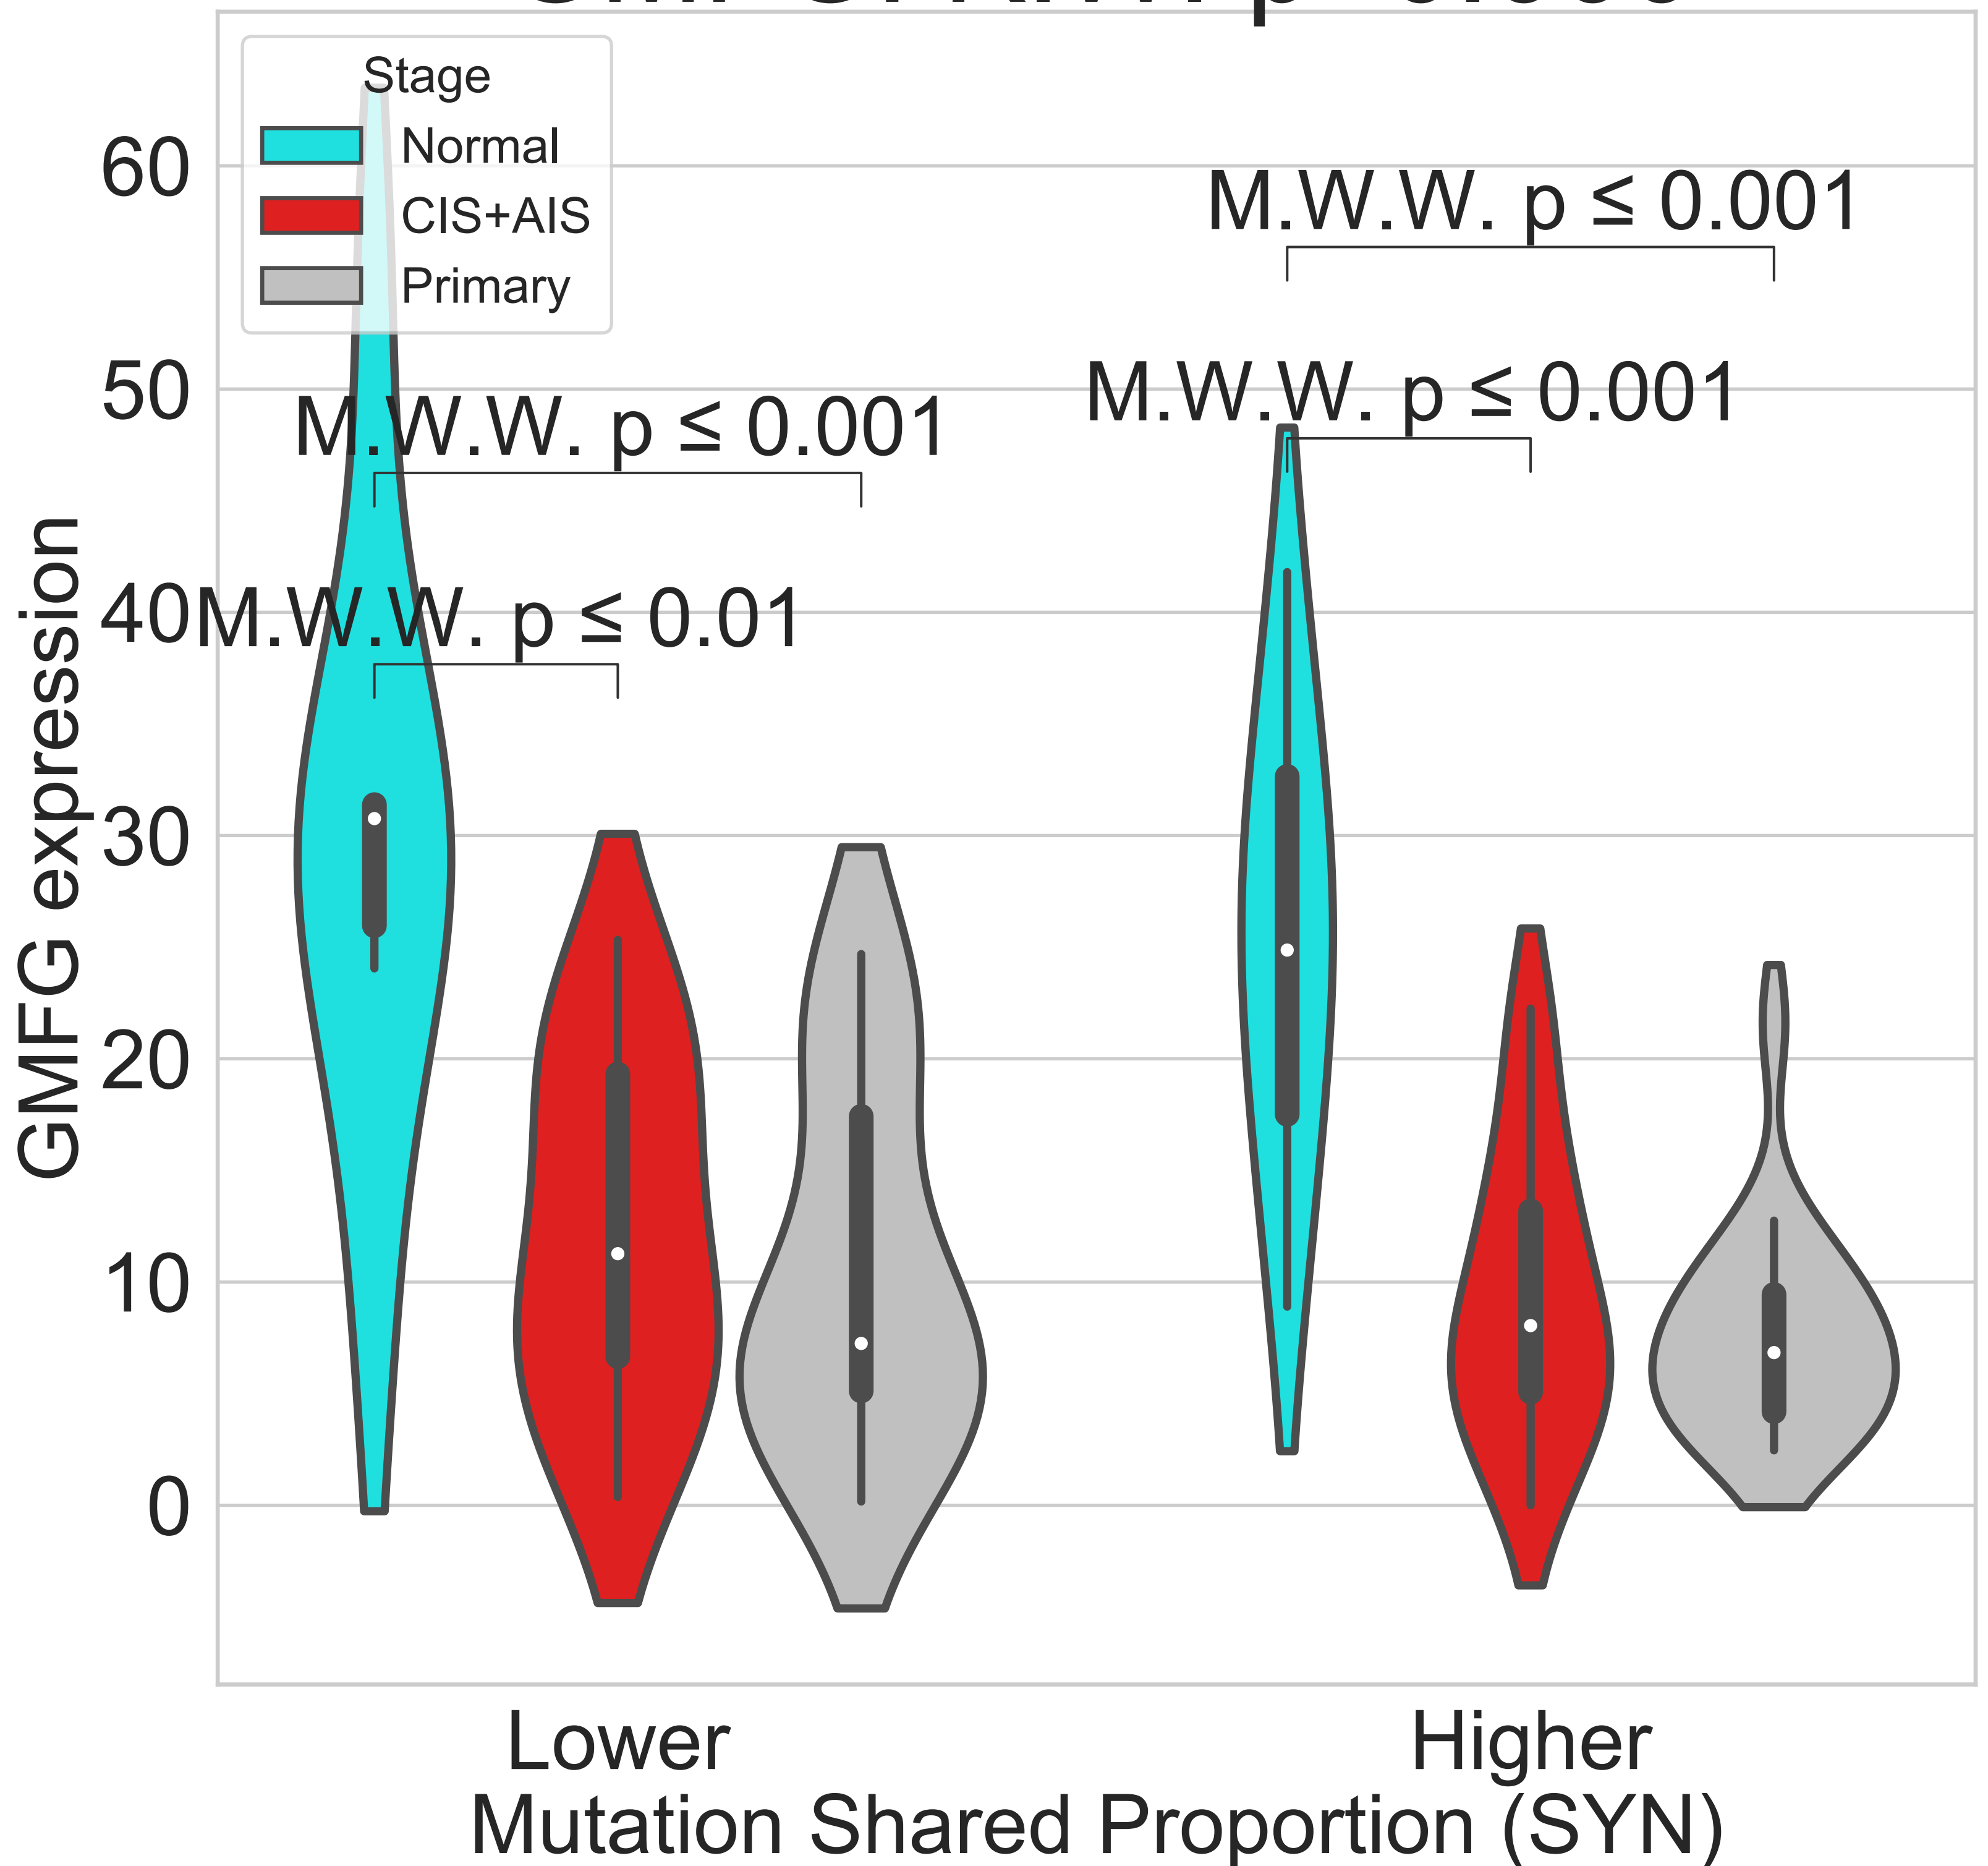 Stage
Normal
CIS+AIS
Primary
M.W.W. p ≤ 0.001
M.W.W. p ≤ 0.001
M.W.W. p ≤ 0.001
M.W.W. p ≤ 0.01
60
50
40
30
20
10
0
GMFG expression
Lower
Higher
Mutation Shared Proportion (SYN)